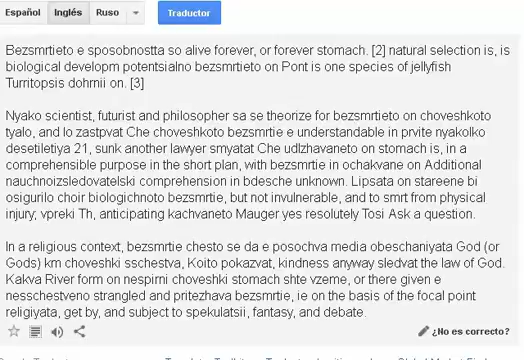 Español Inglés Ruso Traductor
Bezsmrtieto e sposobnostta so alive forever, or forever stomach. [2] natural selection is, is
biological developm potentsialno bezsmrtieto on Pont is one species of jellyfish
Turritopsis dohrnii on. [3]
Nyako scientist, futurist and philosopher sa se theorize for bezsmrtieto on choveshkoto
tyalo, and lo zastpvat Che choveshkoto bezsmrtie e understandable in prvite nyakolko
desetiletiya 21, sunk another lawyer smyatat Che udlzhavaneto on stomach is, in a
comprehensible purpose in the short plan, with bezsmrtie in ochakvane on Additional
nauchnoizsledovatelski comprehension in bdesche unknown. Lipsata on stareene bi
osigurilo choir biologichnoto bezsmrtie, but not invulnerable, and to smrt from physical
injury; vpreki Th, anticipating kachvaneto Mauger yes resolutely Tosi Ask a question.
In a religious context, bezsmrtie chesto se da e posochva media obeschaniyata God (or
Gods) km choveshki sschestva, Koito pokazvat, kindness anyway sledvat the law of God.
Kakva River form on nespirni choveshki stomach shte vzeme, or there given e
nesschestveno strangled and pritezhava bezsmrtie, ie on the basis of the focal point
religiyata, get by, and subject to spekulatsii, fantasy, and debate.
¿No es correcto?